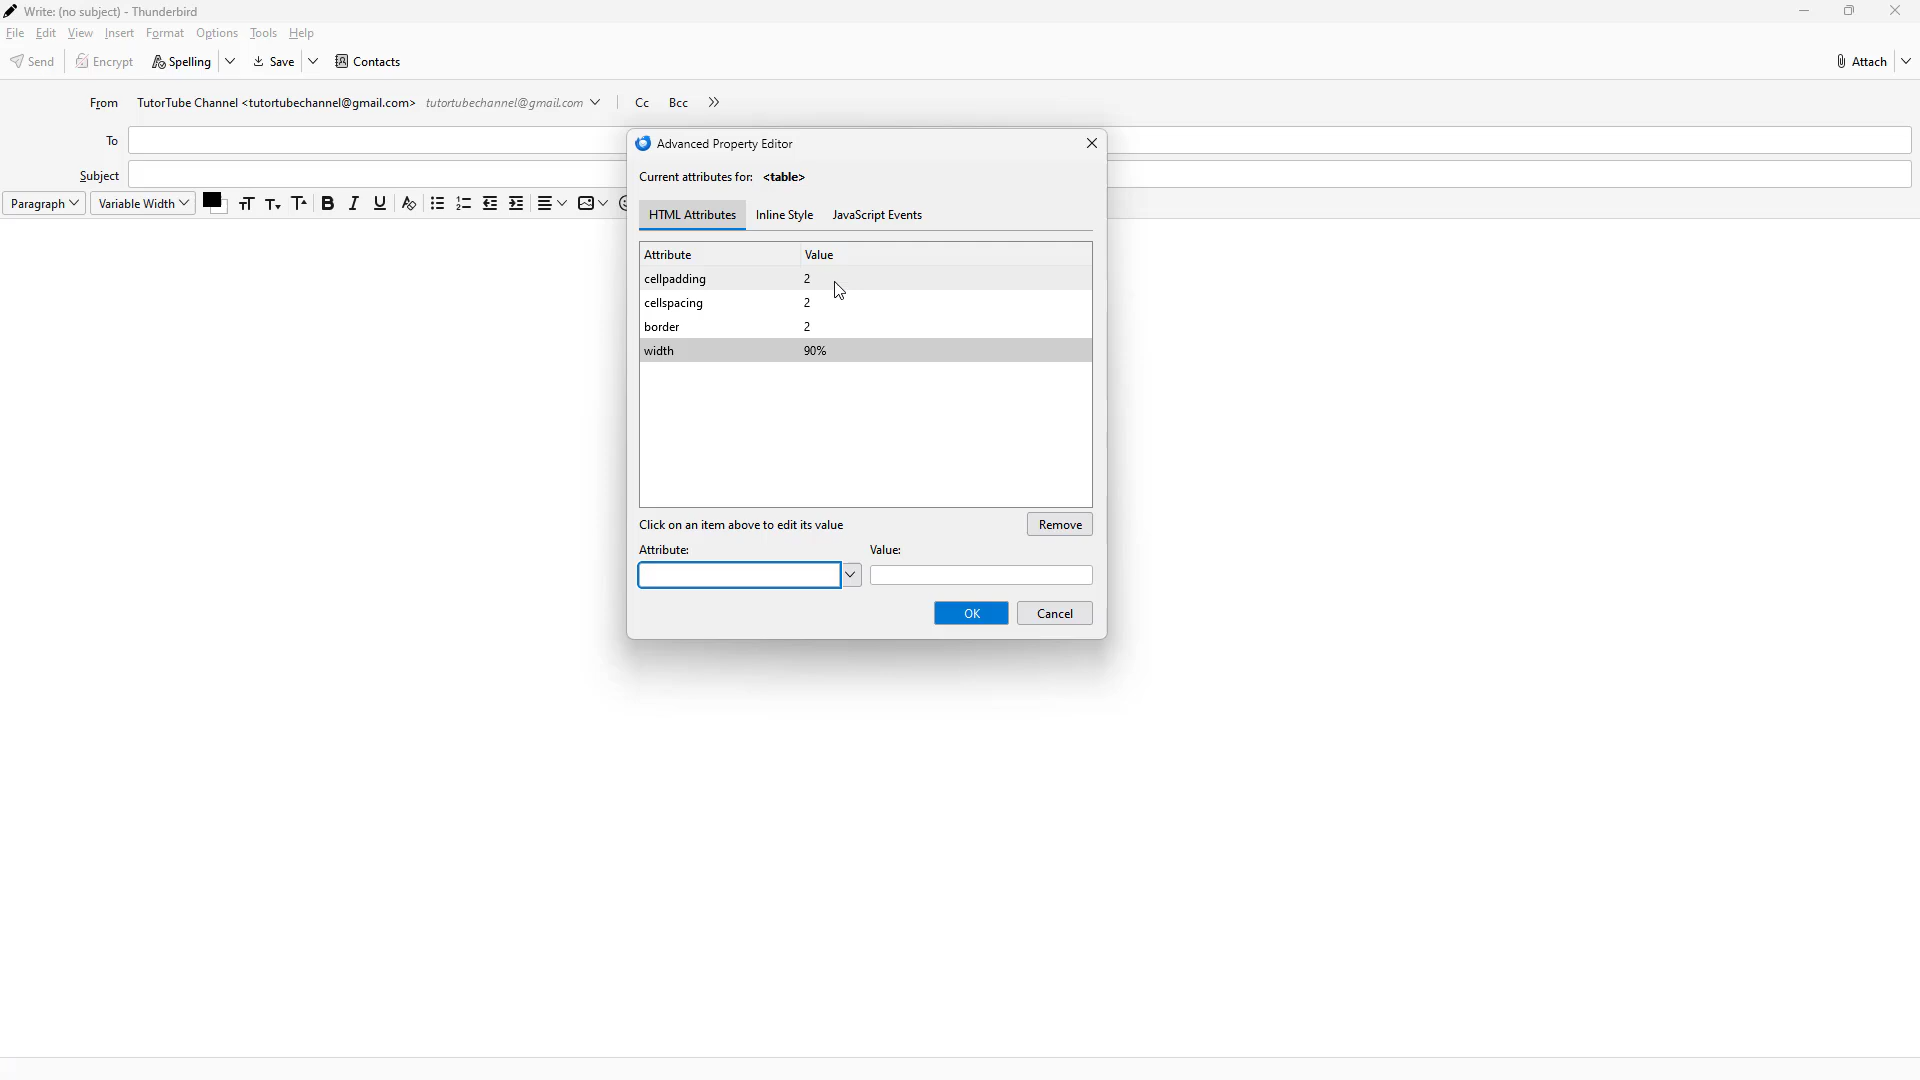 Write: (no subject) - Thunderbird
File Edit View Insert Format Options Tools Help
Send Encrypt Spelling Save Contacts Attach
From TutorTube Channel <tutortubechannel@gmail.com> tutortubechannel@gmail.com Cc Bcc
To
Subject
Paragraph Variable Width
Advanced Property Editor
Current attributes for: <table>
HTML Attributes Inline Style JavaScript Events
Attribute Value
cellpadding 2
cellspacing 2
border 2
width 90%
Click on an item above to edit its value Remove
Attribute: Value:
OK Cancel